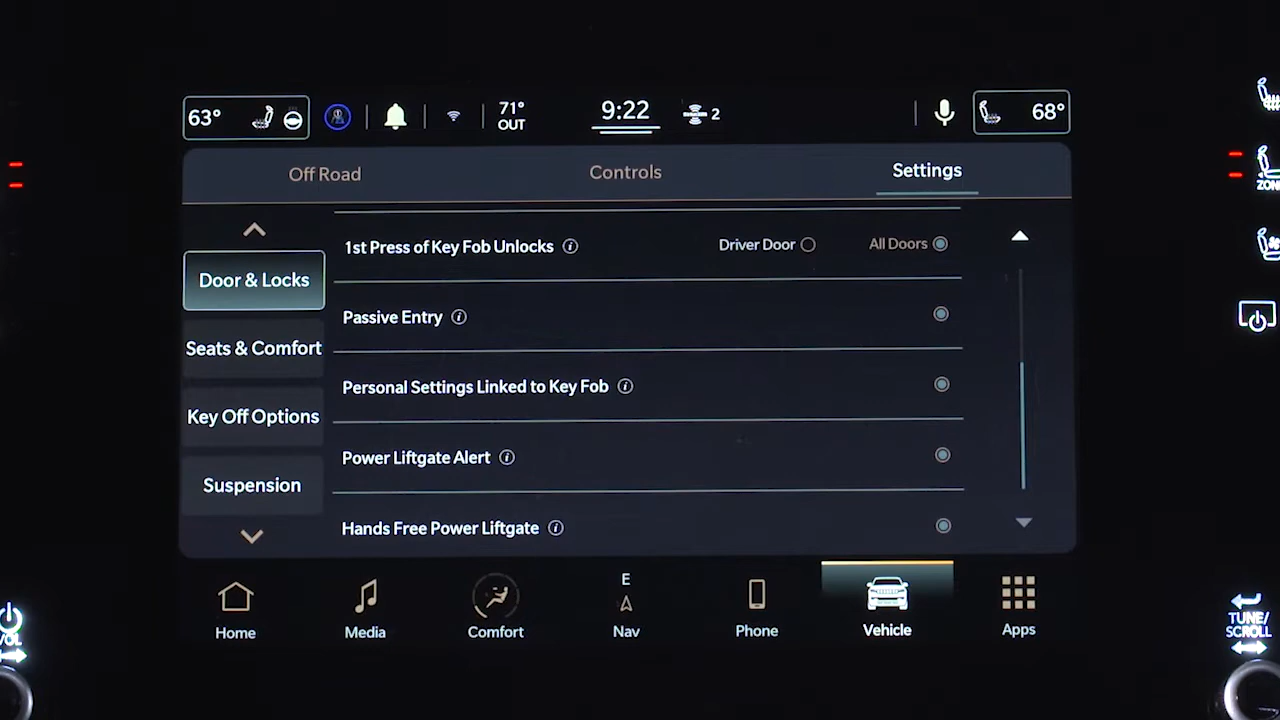 63°
71°
OUT
9:22
2
68°
Off Road
Controls
Settings
1st Press of Key Fob Unlocks
Driver Door
All Doors
Door & Locks
Passive Entry
Seats & Comfort
Personal Settings Linked to Key Fob
Key Off Options
Power Liftgate Alert
Suspension
Hands Free Power Liftgate
E
Home
Media
Comfort
Nav
Phone
Vehicle
Apps
VOL
TUNE/
SCROLL